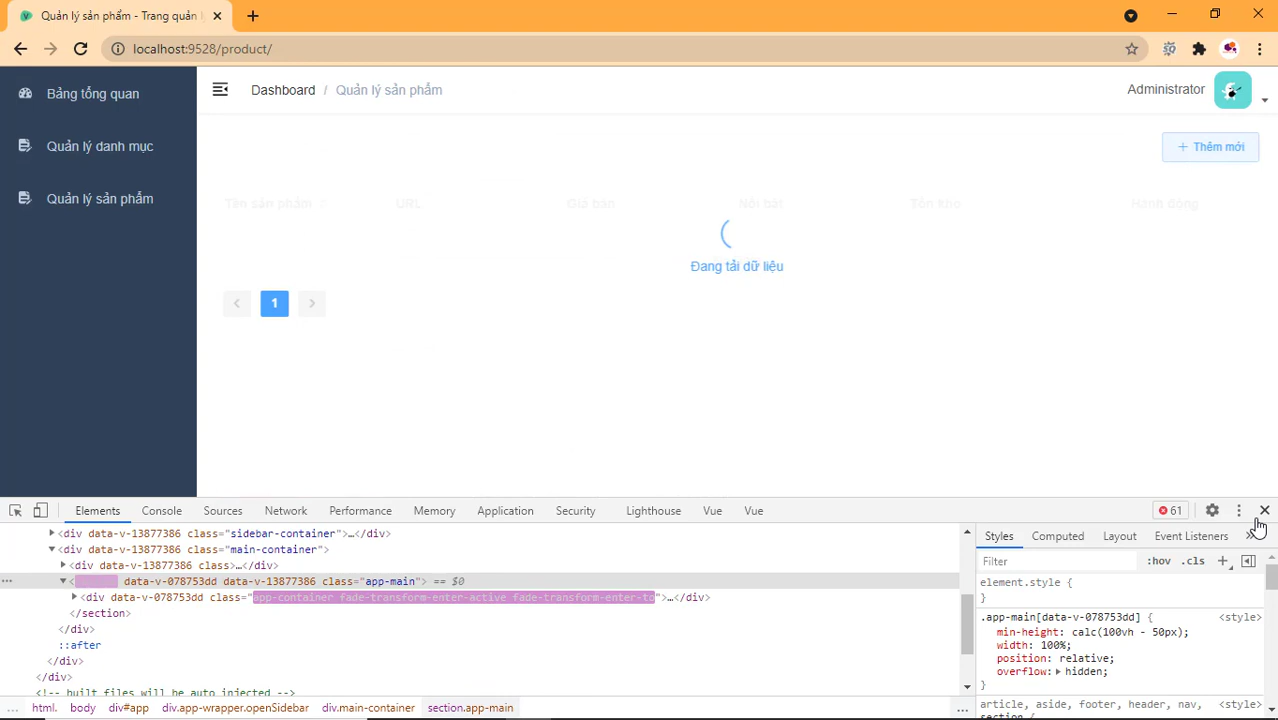 Quản lý sản phẩm - Trang quản l
localhost:9528/product/
Bảng tổng quan
Quản lý danh mục
Quản lý sản phẩm
Dashboard / Quản lý sản phẩm
Administrator
Thêm mới
Tên sản phẩm URL Giá bán Nổi bật Tồn kho Hành động
Đang tải dữ liệu
1
Elements Console Sources Network Performance Memory Application Security Lighthouse Vue Vue 61
<div data-v-13877386 class="sidebar-container">…</div>
<div data-v-13877386 class="main-container">
<div data-v-13877386 class>…</div>
< data-v-078753dd data-v-13877386 class="app-main"> == $0
<div data-v-078753dd class="app-container fade-transform-enter-active fade-transform-enter-to">…</div>
</section>
</div>
::after
</div>
</div>
<!-- built files will be auto injected -->
… html. body div#app div.app-wrapper.openSidebar div.main-container section.app-main …
Styles Computed Layout Event Listeners »
Filter :hov .cls
element.style {
}
.app-main[data-v-078753dd] { <style>
min-height: calc(100vh - 50px);
width: 100%;
position: relative;
overflow: hidden;
}
article, aside, footer, header, nav, <style>
section {